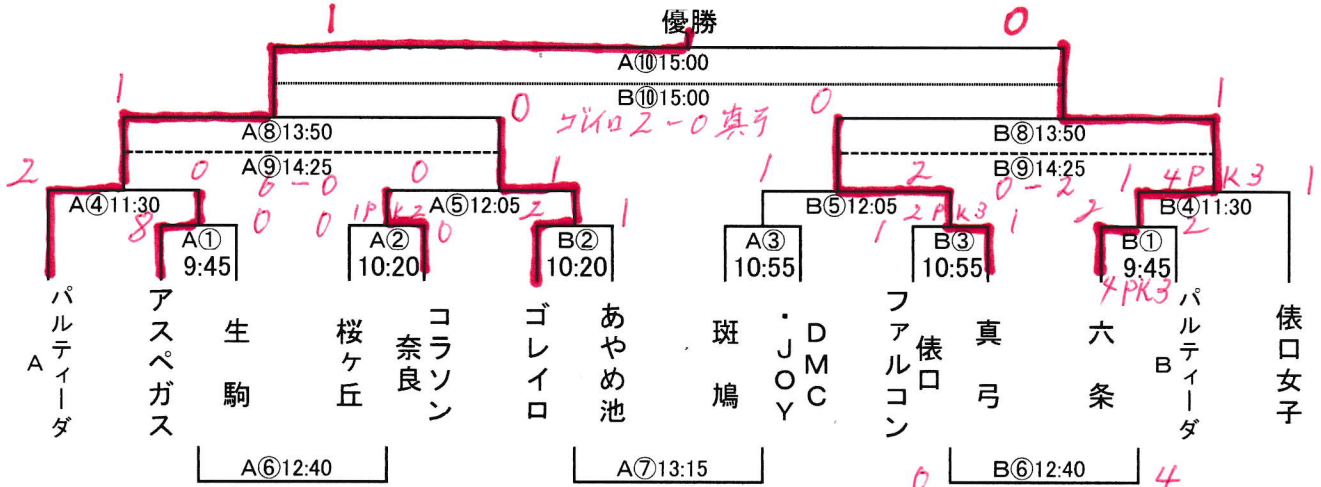 1 優勝 0
A⑩15:00
B⑩15:00
1 0 0 1
ゴレイロ2-0真弓
A⑧13:50 B⑧13:50
A⑨14:25 B⑨14:25
2 0 6-0 0 1 1 2 0-2 1 4PK3 1
A④11:30 A⑤12:05 B⑤12:05 B④11:30
8 0 0 1PK2 0 2 1 1 2PK3 1 2 2
A① A② B② A③ B③ B①
9:45 10:20 10:20 10:55 10:55 9:45
4PK3
パルティーダ
A
アスペガス
生駒
桜ヶ丘
コラソン
奈良
ゴレイロ
あやめ池
斑鳩
DMC
・JOY
ファルコン
俵口
真弓
六条
パルティーダ
B
俵口女子
A⑥12:40 A⑦13:15 B⑥12:40
0 4